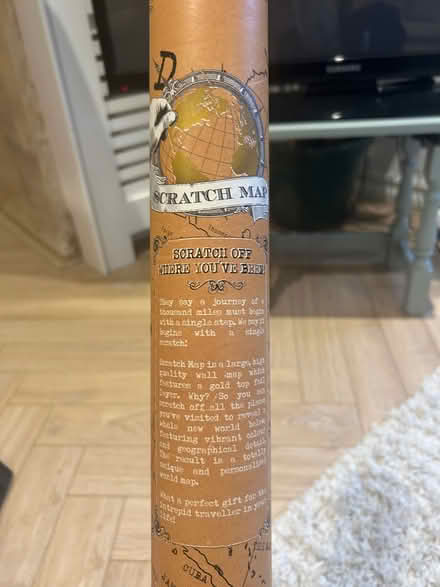 D
SCRATCH MAP
SCRATCH OFF
WHERE YOU'VE BEEN
They say a journey of a
thousand miles must begin
with a single step. We say it
begins with a single
scratch!
Scratch Map is a large, high
quality wall map which
features a gold top foil
layer. Why? So you can
scratch off all the places
you've visited to reveal a
whole new world below
featuring vibrant colour
and geographical detail.
The result is a totally
unique and personalised
world map.
What a perfect gift for the
intrepid traveller in your
life!
CUBA